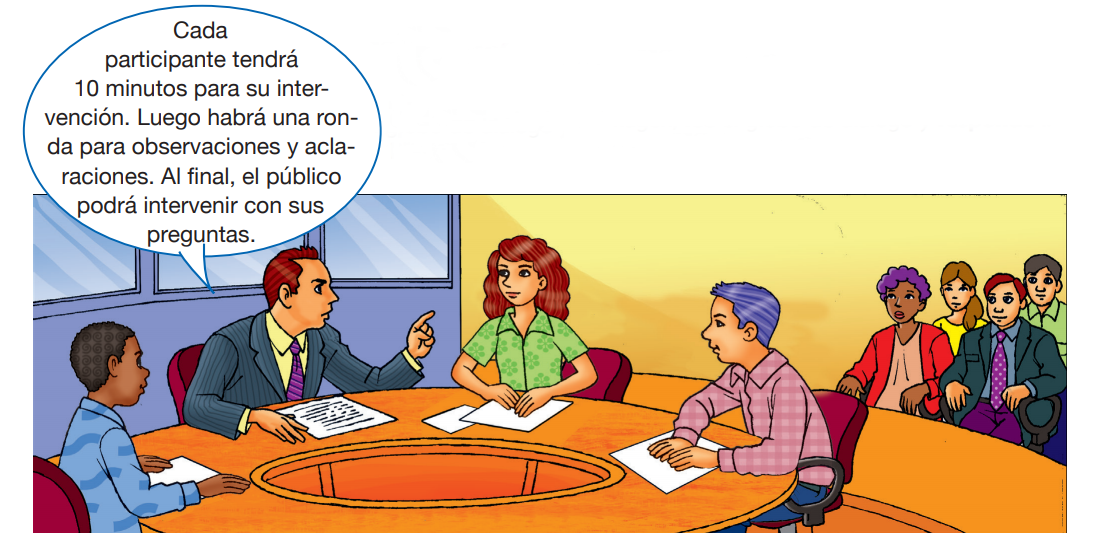 Cada
participante tendrá
10 minutos para su inter-
vención. Luego habrá una ron-
da para observaciones y acla-
raciones. Al final, el público
podrá intervenir con sus
preguntas.